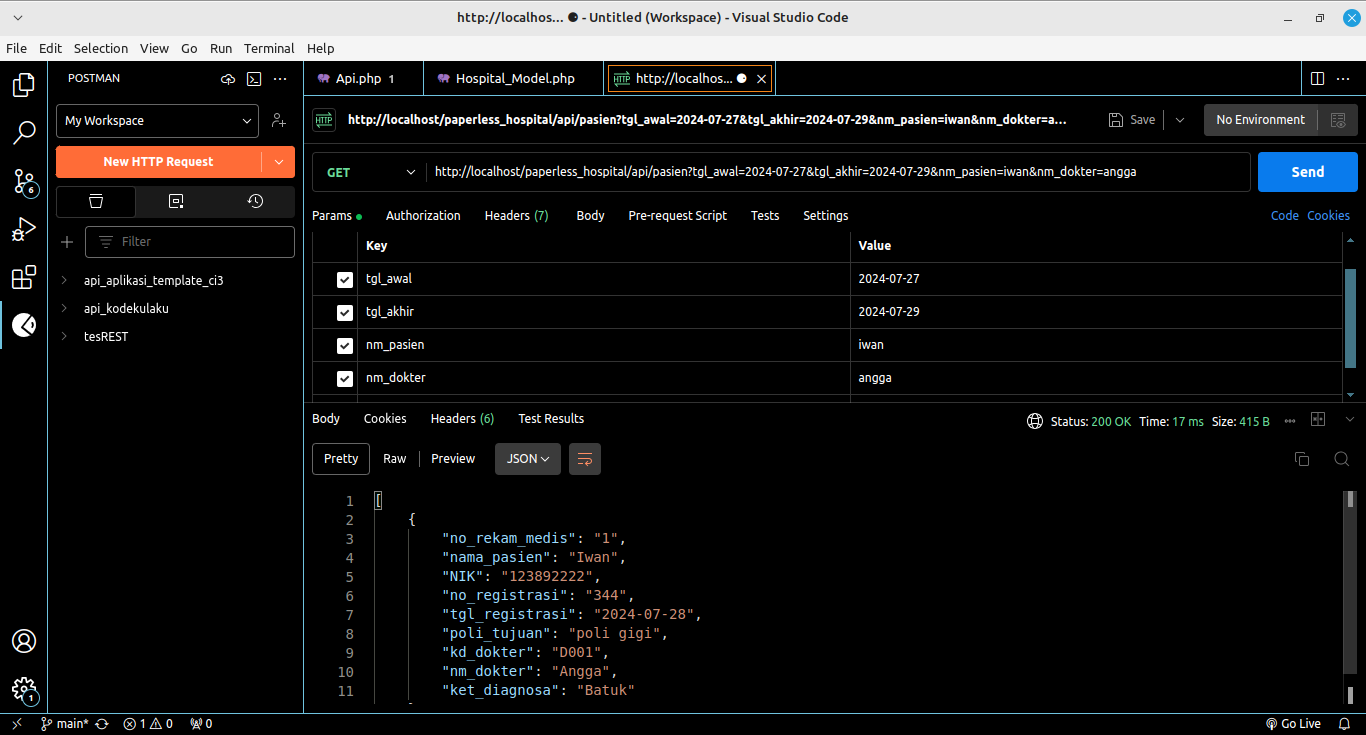 http://localhos... ● - Untitled (Workspace) - Visual Studio Code
File Edit Selection View Go Run Terminal Help
POSTMAN
Api.php 1
Hospital_Model.php
http://localhos...
My Workspace
HTTP http://localhost/paperless_hospital/api/pasien?tgl_awal=2024-07-27&tgl_akhir=2024-07-29&nm_pasien=iwan&nm_dokter=a...
Save
No Environment
New HTTP Request
GET
http://localhost/paperless_hospital/api/pasien?tgl_awal=2024-07-27&tgl_akhir=2024-07-29&nm_pasien=iwan&nm_dokter=angga
Send
6
Params Authorization Headers (7) Body Pre-request Script Tests Settings Code Cookies
Filter
Key Value
tgl_awal 2024-07-27
tgl_akhir 2024-07-29
nm_pasien iwan
nm_dokter angga
api_aplikasi_template_ci3
api_kodekulaku
tesREST
Body Cookies Headers (6) Test Results
Status: 200 OK Time: 17 ms Size: 415 B
Pretty Raw Preview JSON
1 [
2 {
3 "no_rekam_medis": "1",
4 "nama_pasien": "Iwan",
5 "NIK": "123892222",
6 "no_registrasi": "344",
7 "tgl_registrasi": "2024-07-28",
8 "poli_tujuan": "poli gigi",
9 "kd_dokter": "D001",
10 "nm_dokter": "Angga",
11 "ket_diagnosa": "Batuk"
1
main* 1 0 0 Go Live